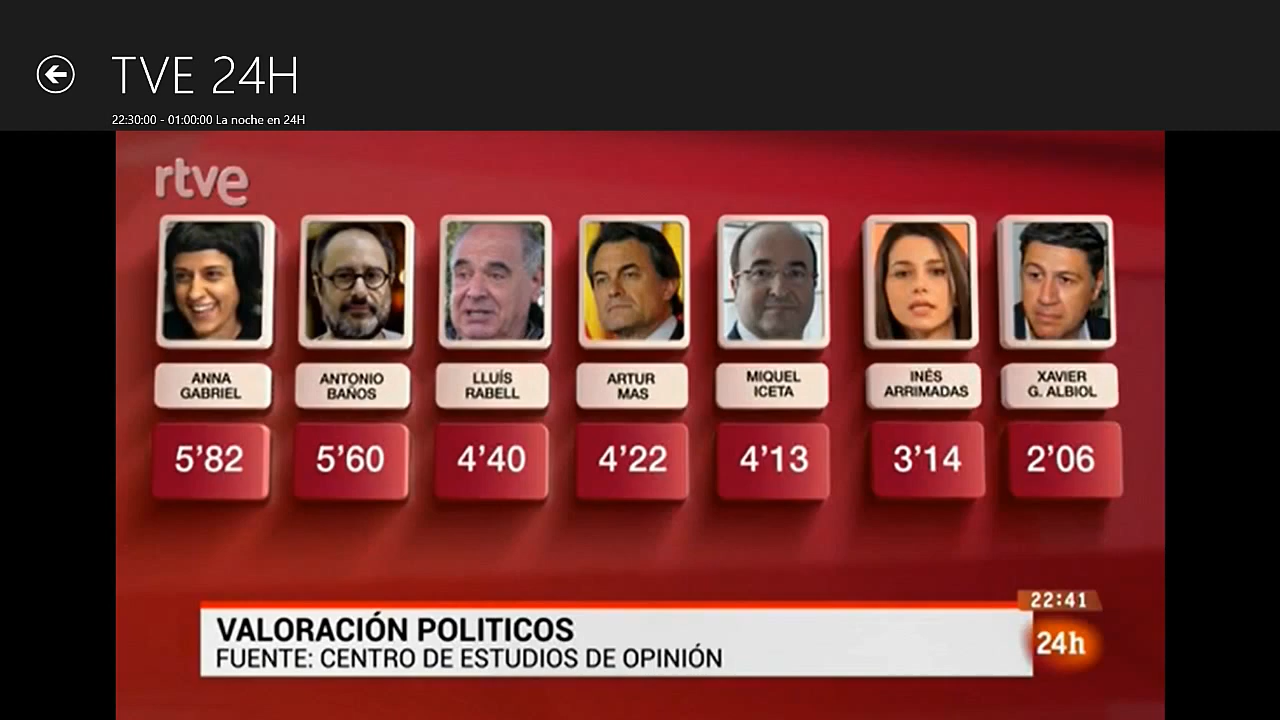 TVE 24H
22:30:00 - 01:00:00 La noche en 24H
rtve
ANNA
GABRIEL
ANTONIO
BAÑOS
LLUÍS
RABELL
ARTUR
MAS
MIQUEL
ICETA
INÉS
ARRIMADAS
XAVIER
G. ALBIOL
5'82
5'60
4'40
4'22
4'13
3'14
2'06
22:41
VALORACIÓN POLITICOS
FUENTE: CENTRO DE ESTUDIOS DE OPINIÓN
24h